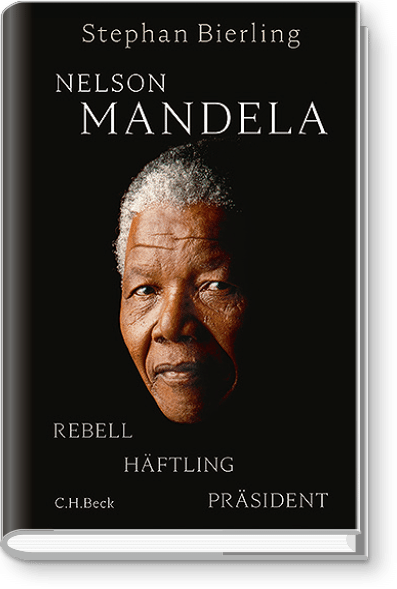 Stephan Bierling
NELSON
MANDELA
REBELL
HÄFTLING
PRÄSIDENT
C.H.Beck